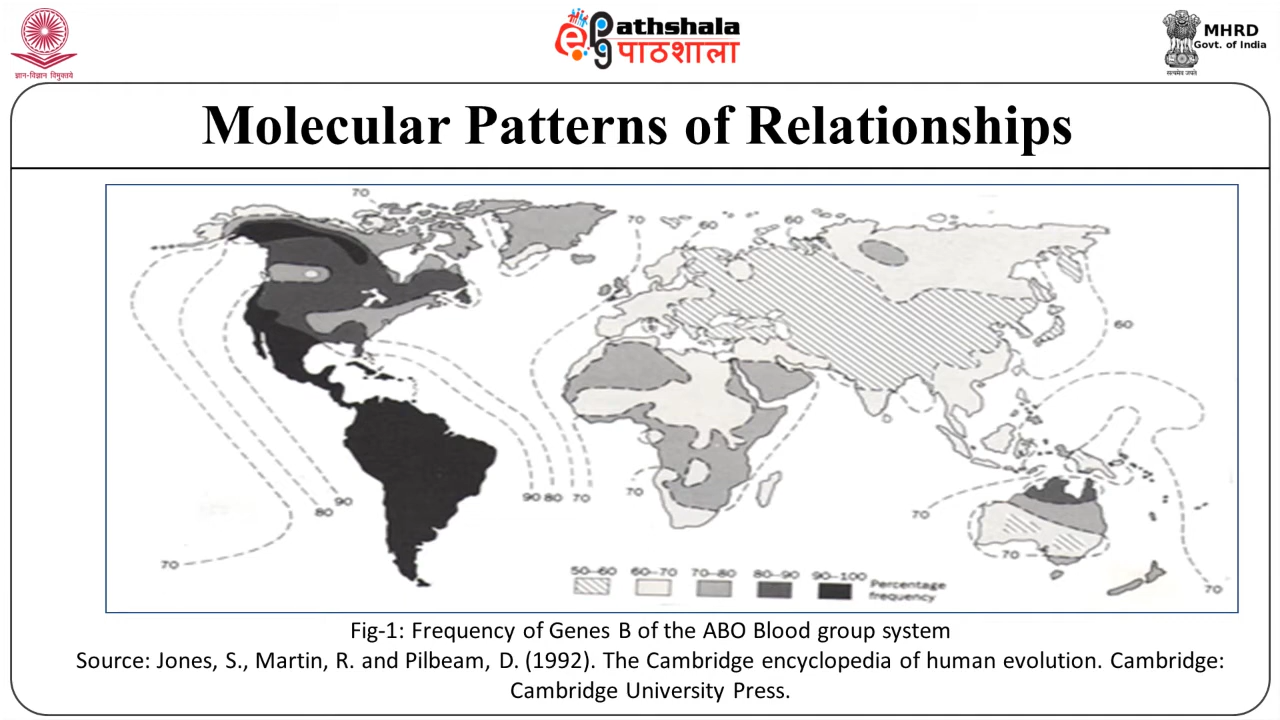 ज्ञान-विज्ञान विमुक्तये
ePathshala
पाठशाला
MHRD
Govt. of India
सत्यमेव जयते
Molecular Patterns of Relationships
70
70
60
60
60
90
80
70
90 80 70
70
70
70
70
50–60 60–70 70–80 80–90 90–100
Percentage
frequency
Fig-1: Frequency of Genes B of the ABO Blood group system
Source: Jones, S., Martin, R. and Pilbeam, D. (1992). The Cambridge encyclopedia of human evolution. Cambridge:
Cambridge University Press.